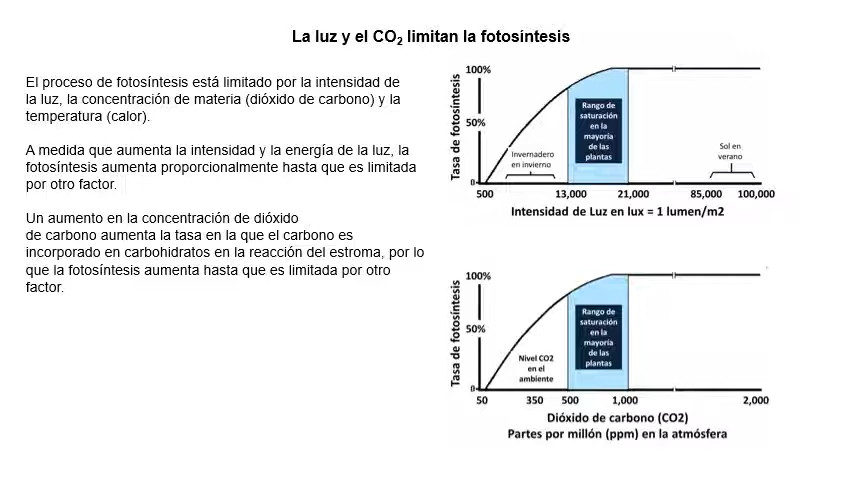 La luz y el CO₂ limitan la fotosíntesis
El proceso de fotosíntesis está limitado por la intensidad de
la luz, la concentración de materia (dióxido de carbono) y la
temperatura (calor).
A medida que aumenta la intensidad y la energía de la luz, la
fotosíntesis aumenta proporcionalmente hasta que es limitada
por otro factor.
Un aumento en la concentración de dióxido
de carbono aumenta la tasa en la que el carbono es
incorporado en carbohidratos en la reacción del estroma, por lo
que la fotosíntesis aumenta hasta que es limitada por otro
factor.
Tasa de fotosíntesis
100%
50%
0
Invernadero
en invierno
Rango de
saturación
en la
mayoría
de las
plantas
Sol en
verano
500 13,000 21,000 85,000 100,000
Intensidad de Luz en lux = 1 lumen/m2
Tasa de fotosíntesis
100%
50%
0
Nivel CO2
en el
ambiente
Rango de
saturación
en la
mayoría
de las
plantas
50 350 500 1,000 2,000
Dióxido de carbono (CO2)
Partes por millón (ppm) en la atmósfera